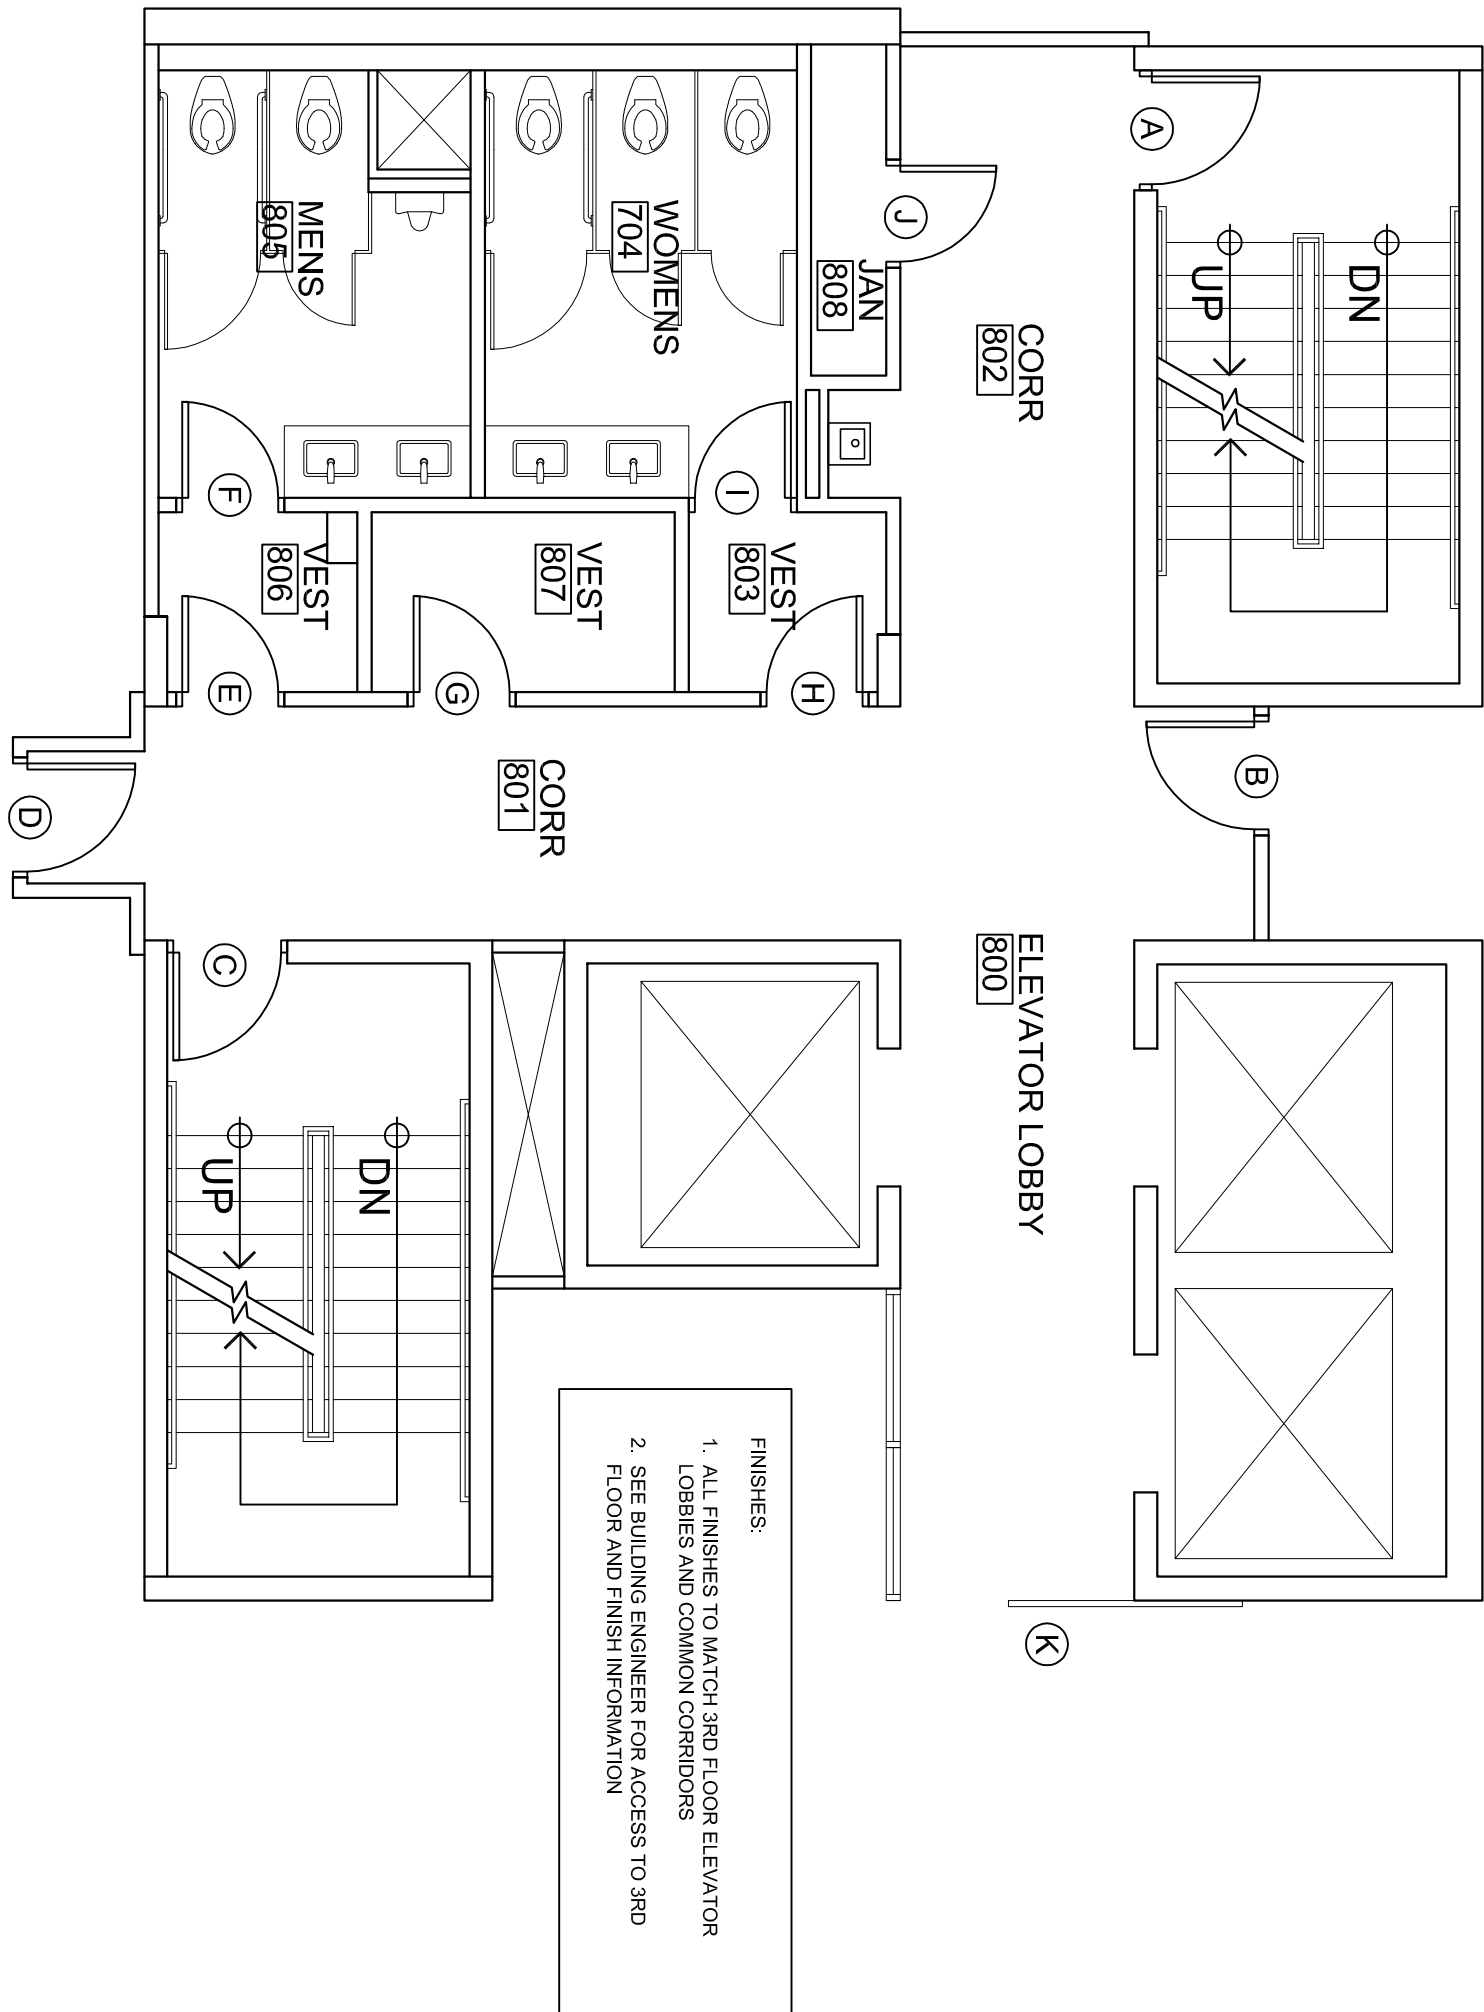 A
DN
UP
CORR
802
J
JAN
808
WOMENS
704
MENS
805
B
H
VEST
803
I
VEST
807
G
VEST
806
F
E
CORR
801
D
ELEVATOR LOBBY
800
C
DN
UP
K
FINISHES:
1. ALL FINISHES TO MATCH 3RD FLOOR ELEVATOR
LOBBIES AND COMMON CORRIDORS
2. SEE BUILDING ENGINEER FOR ACCESS TO 3RD
FLOOR AND FINISH INFORMATION